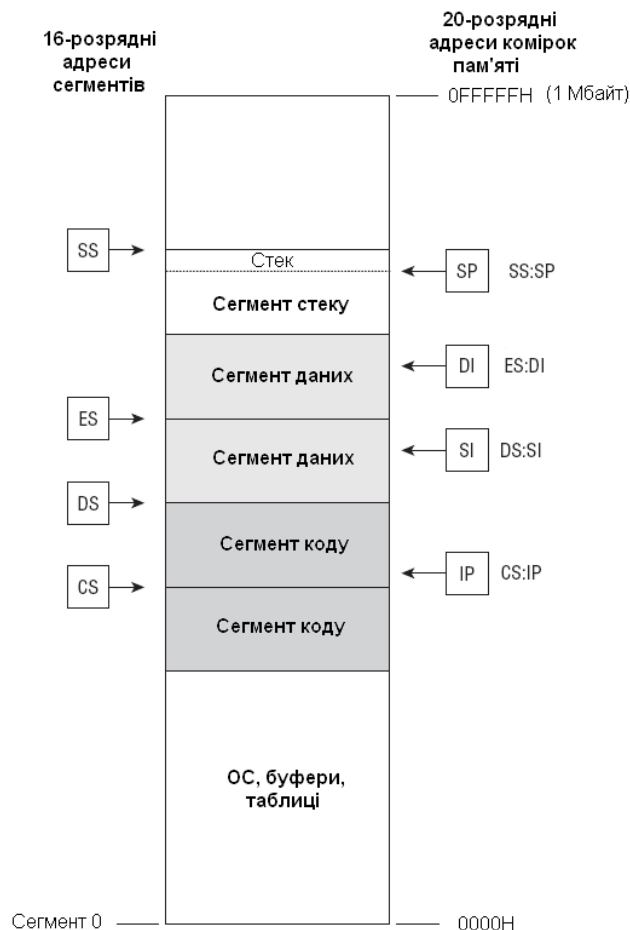 16-розрядні
адреси
сегментів
20-розрядні
адреси комірок
пам'яті
0FFFFFH (1 Мбайт)
SS
Стек
SP SS:SP
Сегмент стеку
DI ES:DI
Сегмент даних
ES
SI DS:SI
Сегмент даних
DS
Сегмент коду
IP CS:IP
CS
Сегмент коду
ОС, буфери,
таблиці
Сегмент 0
0000H